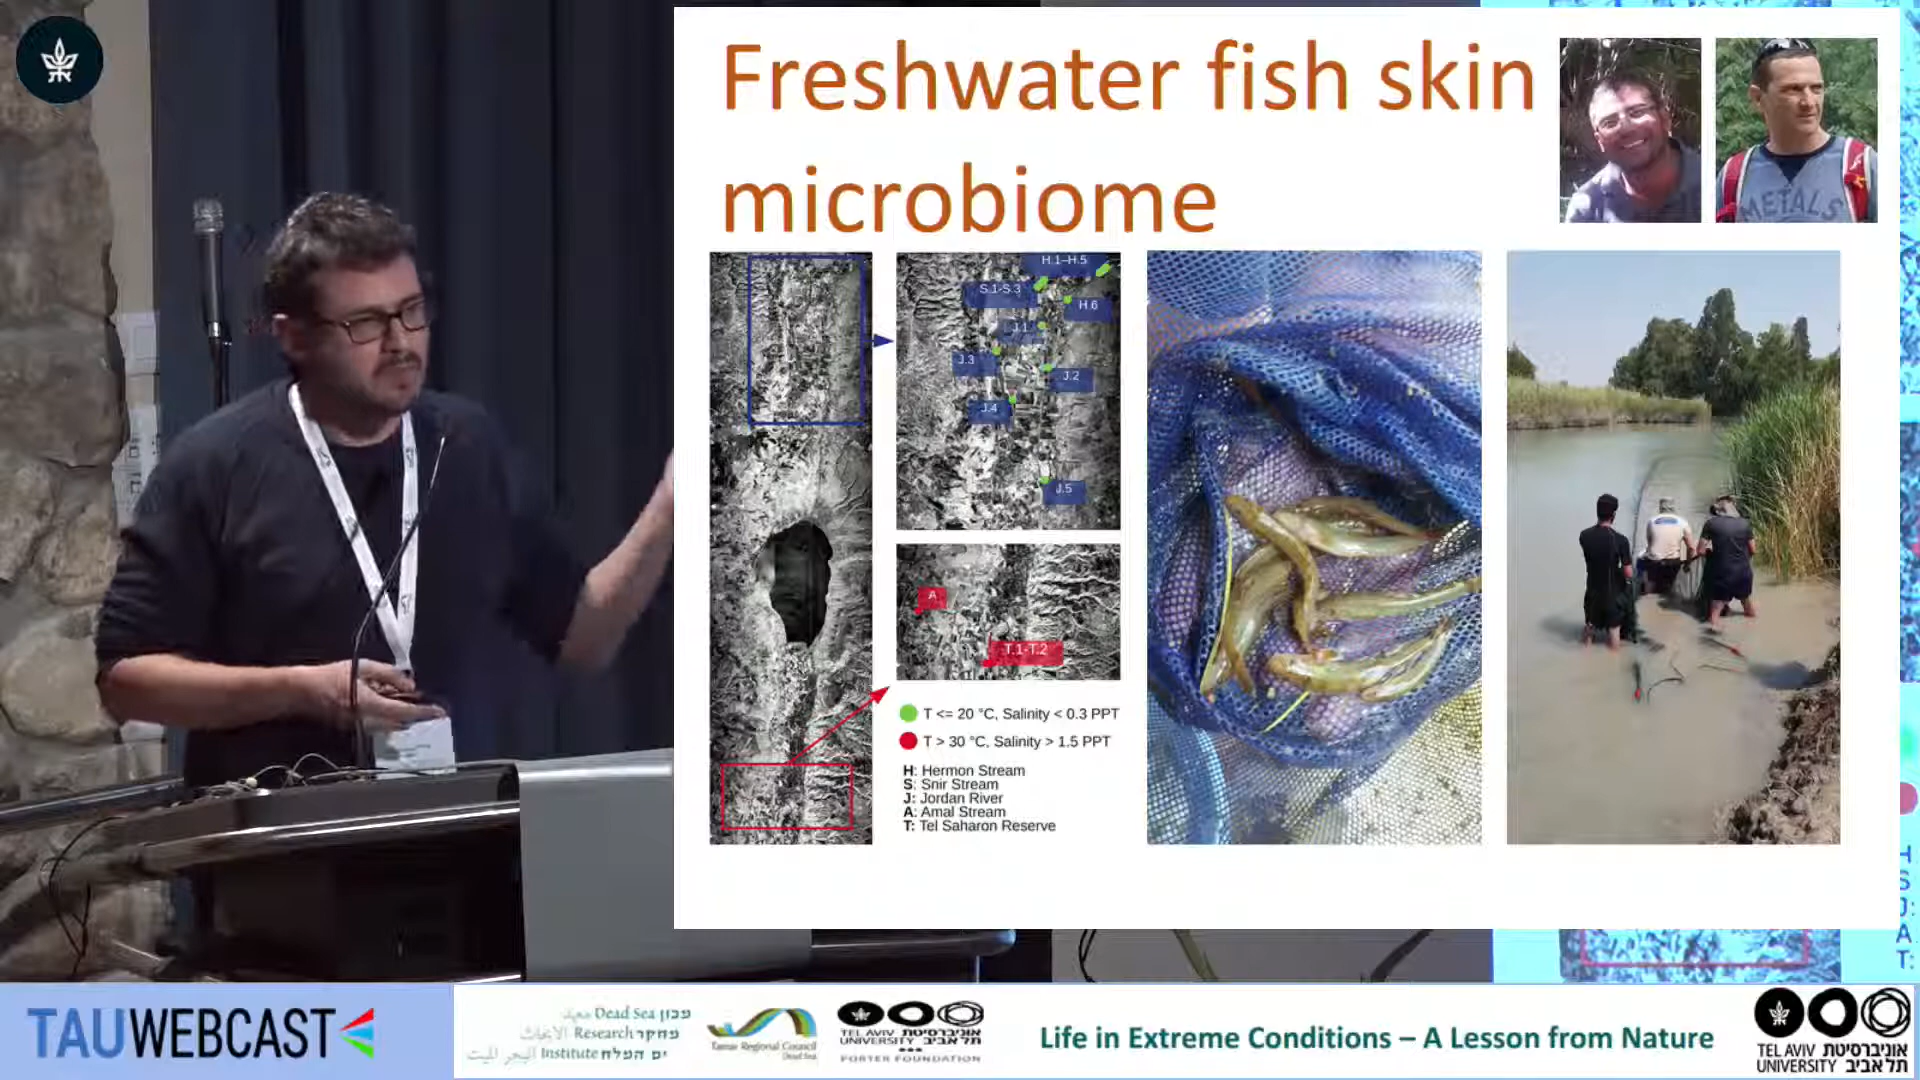 Freshwater fish skin
microbiome
METALS
H.1–H.5
S.1-S.3
H.6
J.1
J.3
J.2
J.4
J.5
A
T.1-T.2
T <= 20 °C, Salinity < 0.3 PPT
T > 30 °C, Salinity > 1.5 PPT
H: Hermon Stream
S: Snir Stream
J: Jordan River
A: Amal Stream
T: Tel Saharon Reserve
H
S:
J:
A
T:
TAUWEBCAST
Dead Sea מכון
Research מחקר
Institute ים המלח
Tamar Regional Council
Dead Sea
TEL AVIV אוניברסיטת
UNIVERSITY תל אביב
PORTER FOUNDATION
Life in Extreme Conditions – A Lesson from Nature
TEL AVIV אוניברסיטת
UNIVERSITY תל אביב